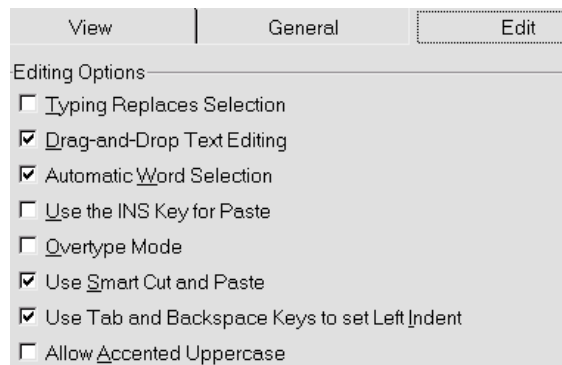 View General Edit
Editing Options
Typing Replaces Selection
Drag-and-Drop Text Editing
Automatic Word Selection
Use the INS Key for Paste
Overtype Mode
Use Smart Cut and Paste
Use Tab and Backspace Keys to set Left Indent
Allow Accented Uppercase